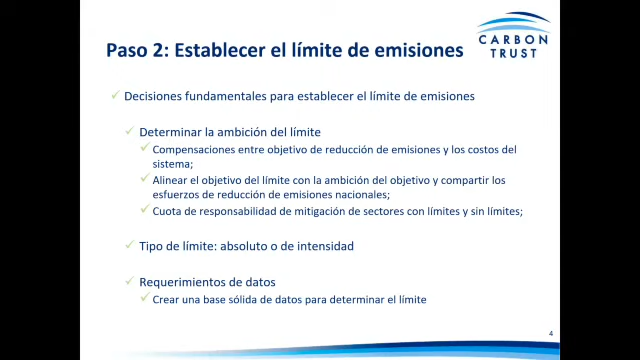 CARBON
TRUST
Paso 2: Establecer el límite de emisiones
Decisiones fundamentales para establecer el límite de emisiones
Determinar la ambición del límite
Compensaciones entre objetivo de reducción de emisiones y los costos del
sistema;
Alinear el objetivo del límite con la ambición del objetivo y compartir los
esfuerzos de reducción de emisiones nacionales;
Cuota de responsabilidad de mitigación de sectores con límites y sin límites;
Tipo de límite: absoluto o de intensidad
Requerimientos de datos
Crear una base sólida de datos para determinar el límite
4